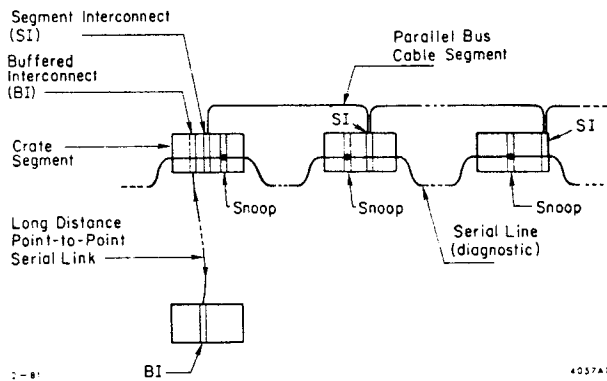 Segment Interconnect
(SI)
Buffered
Interconnect
(BI)
Crate
Segment
Parallel Bus
Cable Segment
SI
SI
Snoop
Snoop
Snoop
Long Distance
Point-to-Point
Serial Link
Serial Line
(diagnostic)
BI
4057A